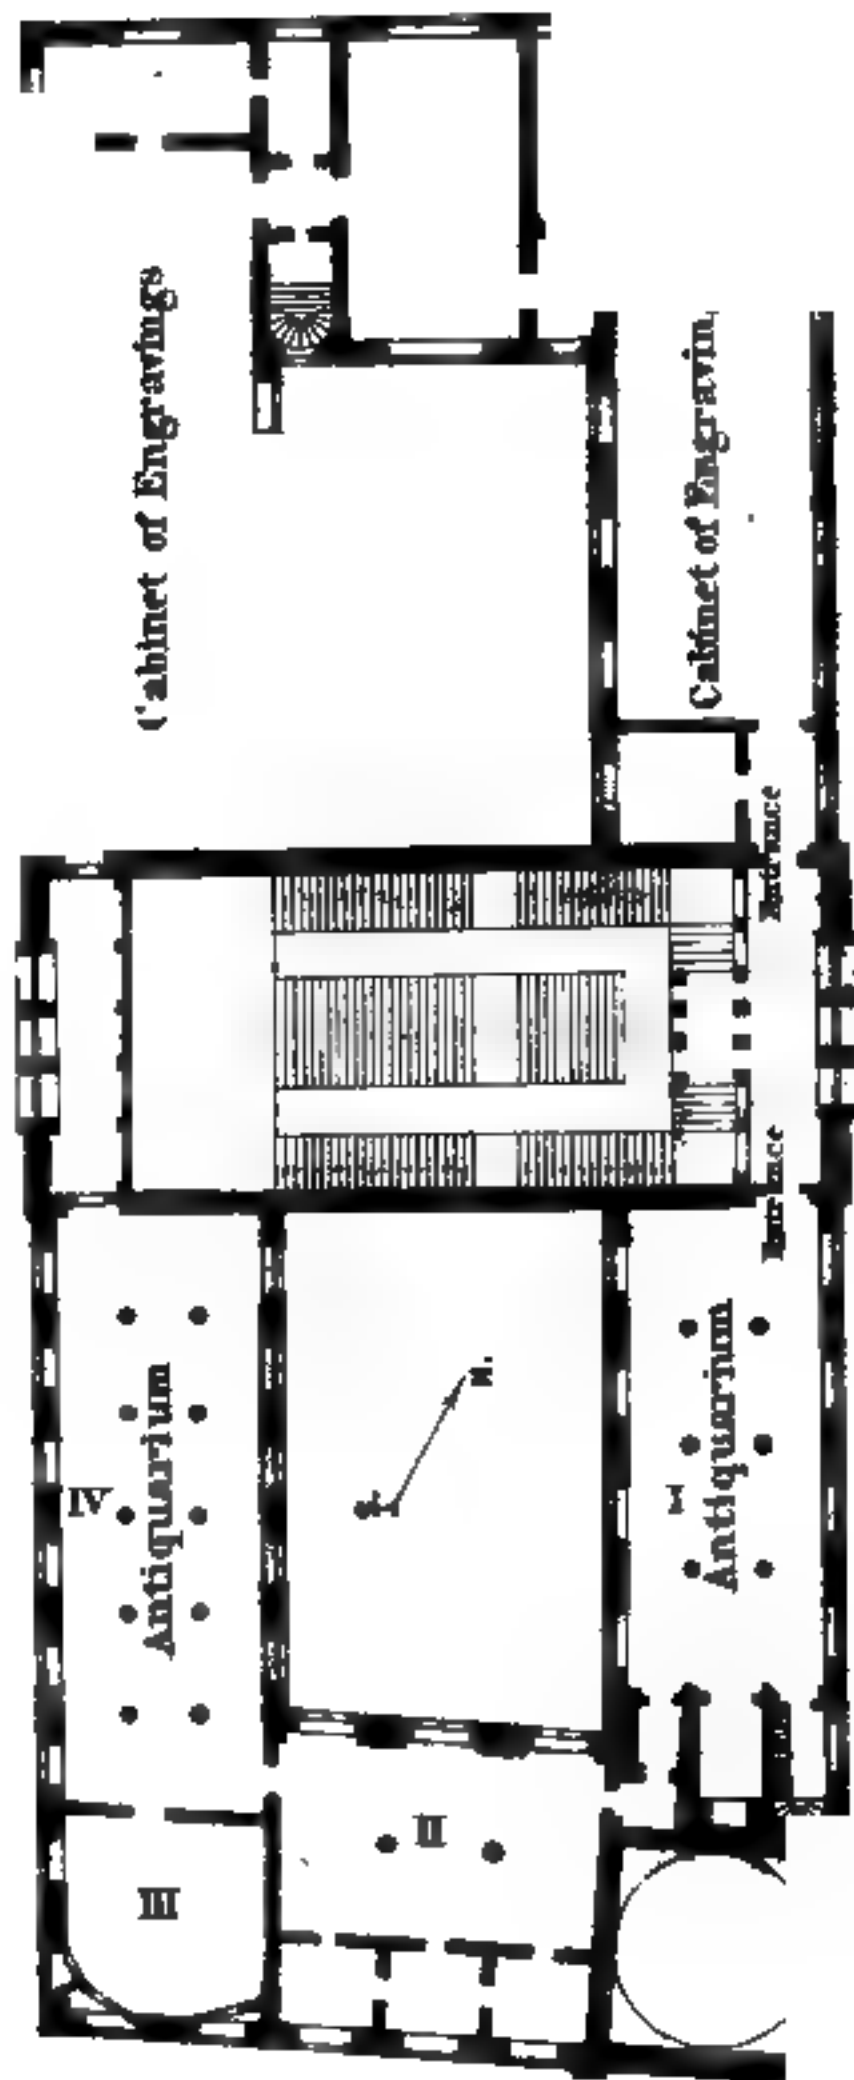 Cabinet of Engravings
Cabinet of Engravin
Entrance
Entrance
Antiquarium
IV
I
Antiquarium
II
III